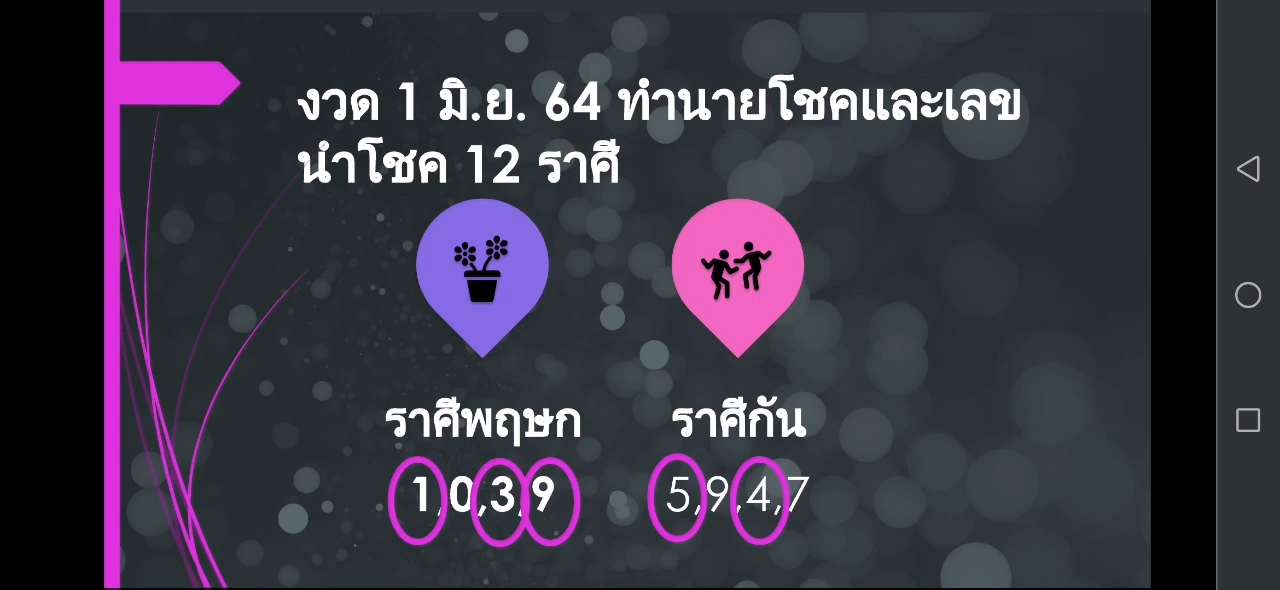 งวด 1 มิ.ย. 64 ทำนายโชคและเลข
นำโชค 12 ราศี
ราศีพฤษก
1,0,3,9
ราศีกัน
5,9,4,7